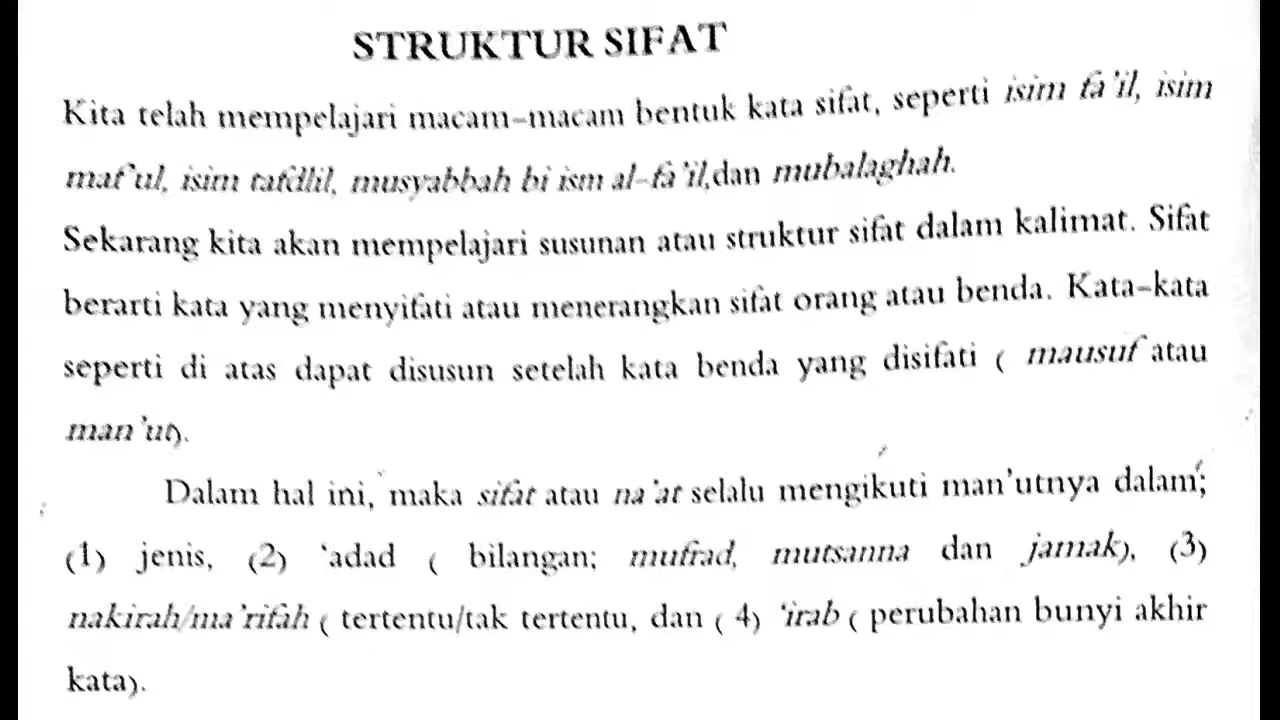 STRUKTUR SIFAT
Kita telah mempelajari macam-macam bentuk kata sifat, seperti isim fa'il, isim
maf'ul, isim tafdlil, musyabbah bi ism al-fa'il,dan mubalaghah.
Sekarang kita akan mempelajari susunan atau struktur sifat dalam kalimat. Sifat
berarti kata yang menyifati atau menerangkan sifat orang atau benda. Kata-kata
seperti di atas dapat disusun setelah kata benda yang disifati ( mausuf atau
man'ut).
Dalam hal ini, maka sifat atau na'at selalu mengikuti man'utnya dalam;
(1) jenis, (2) 'adad ( bilangan; mufrad, mutsanna dan jamak), (3)
nakirah/ma'rifah ( tertentu/tak tertentu, dan ( 4) 'irab ( perubahan bunyi akhir
kata).